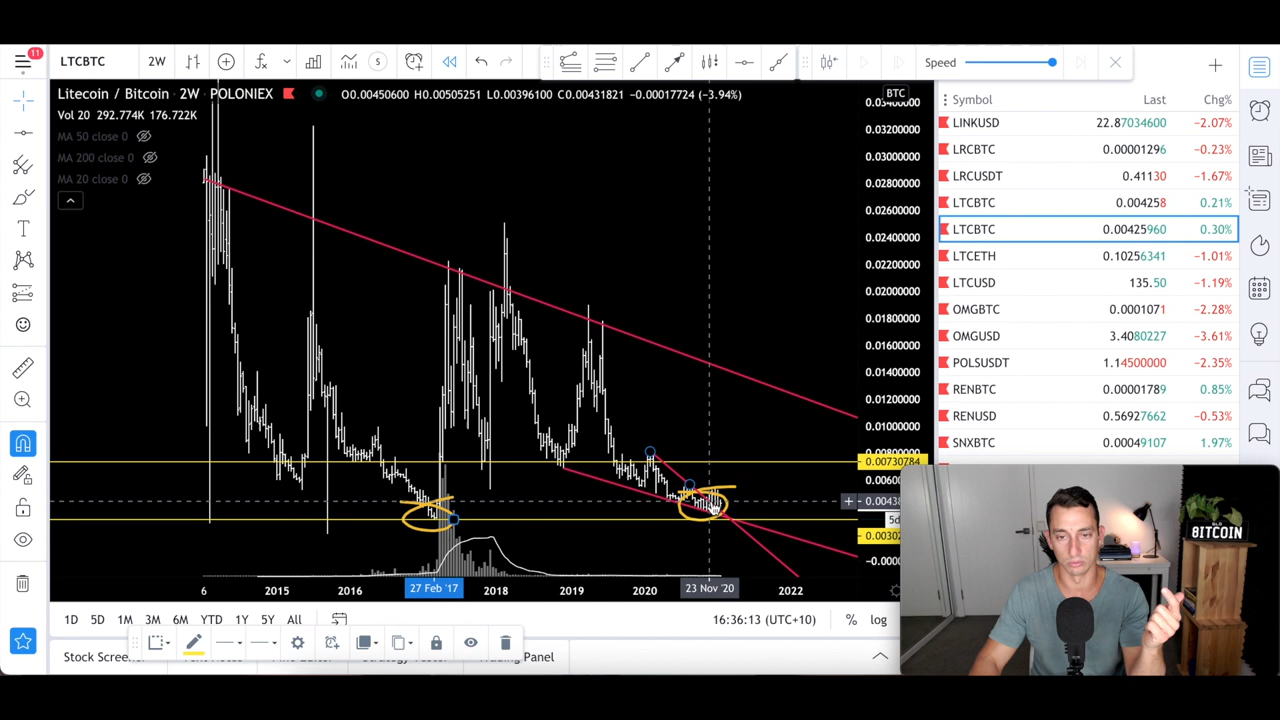 11
LTCBTC 2W Speed
Litecoin / Bitcoin · 2W · POLONIEX O0.00450600 H0.00505251 L0.00396100 C0.00431821 −0.00017724 (−3.94%)
BTC
Vol 20 292.774K 176.722K
MA 50 close 0
MA 200 close 0
MA 20 close 0
0.03400000
0.03200000
0.03000000
0.02800000
0.02600000
0.02400000
0.02200000
0.02000000
0.01800000
0.01600000
0.01400000
0.01200000
0.01000000
0.00730784
5d
6 2015 2016 27 Feb '17 2018 2019 2020 23 Nov '20 2022
1D 5D 1M 3M 6M YTD 1Y 5Y All 16:36:13 (UTC+10) % log
Stock Screener
Trading Panel
Symbol Last Chg%
LINKUSD 22.87034600 −2.07%
LRCBTC 0.00001296 −0.23%
LRCUSDT 0.41130 −1.67%
LTCBTC 0.004258 0.21%
LTCBTC 0.00425960 0.30%
LTCETH 0.10256341 −1.01%
LTCUSD 135.50 −1.19%
OMGBTC 0.0001071 −2.28%
OMGUSD 3.4080227 −3.61%
POLSUSDT 1.14500000 −2.35%
RENBTC 0.00001789 0.85%
RENUSD 0.56927662 −0.53%
SNXBTC 0.00049107 1.97%
BITCOIN